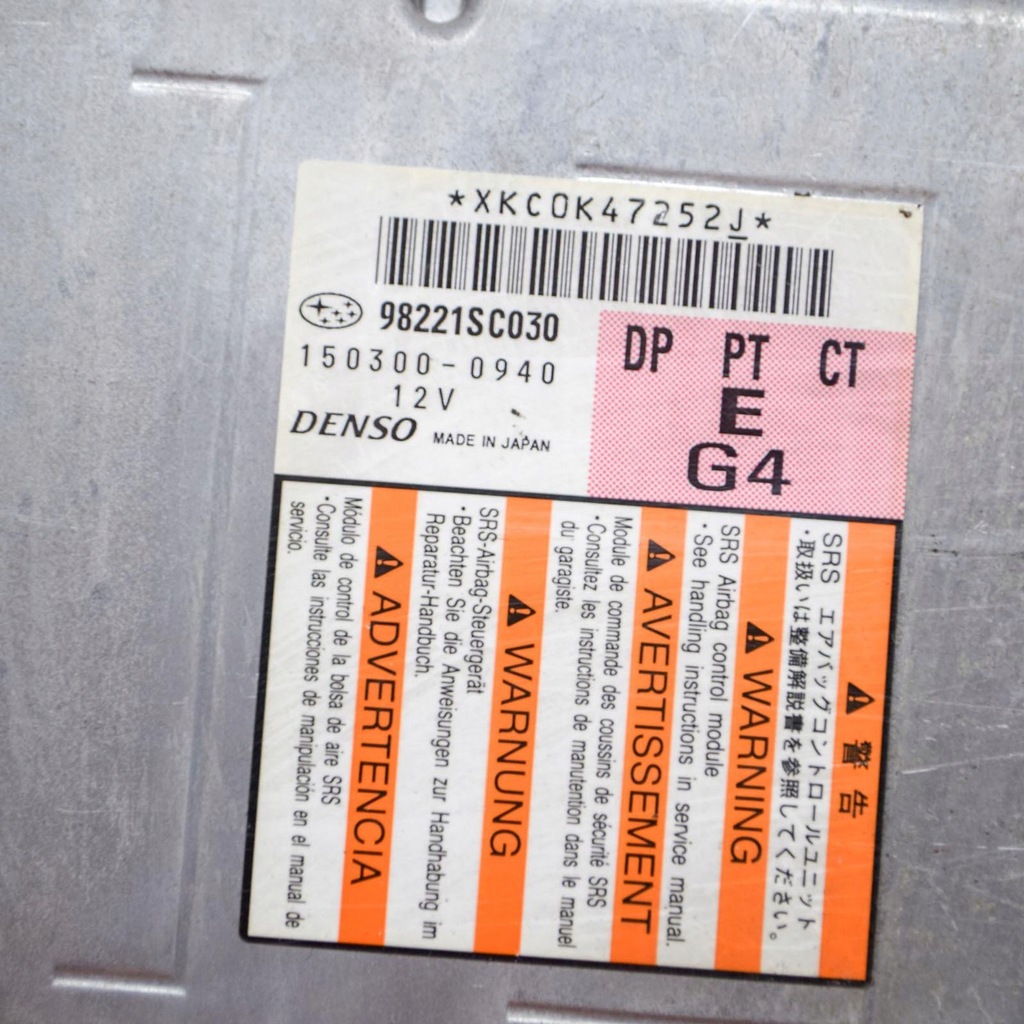 *XKC0K47252J*
98221SC030
150300-0940
12V
DENSO MADE IN JAPAN
DP PT CT
E
G4
⚠ 警告
SRS エアバッグコントロールユニット
・取扱いは整備解説書を参照してください。
⚠ WARNING
SRS Airbag control module
・See handling instructions in service manual.
⚠ AVERTISSEMENT
Module de commande des coussins de sécurité SRS
・Consultez les instructions de manutention dans le manuel
du garagiste.
⚠ WARNUNG
SRS-Airbag-Steuergerät
・Beachten Sie die Anweisungen zur Handhabung im
Reparatur-Handbuch.
⚠ ADVERTENCIA
Módulo de control de la bolsa de aire SRS
・Consulte las instrucciones de manipulación en el manual de
servicio.